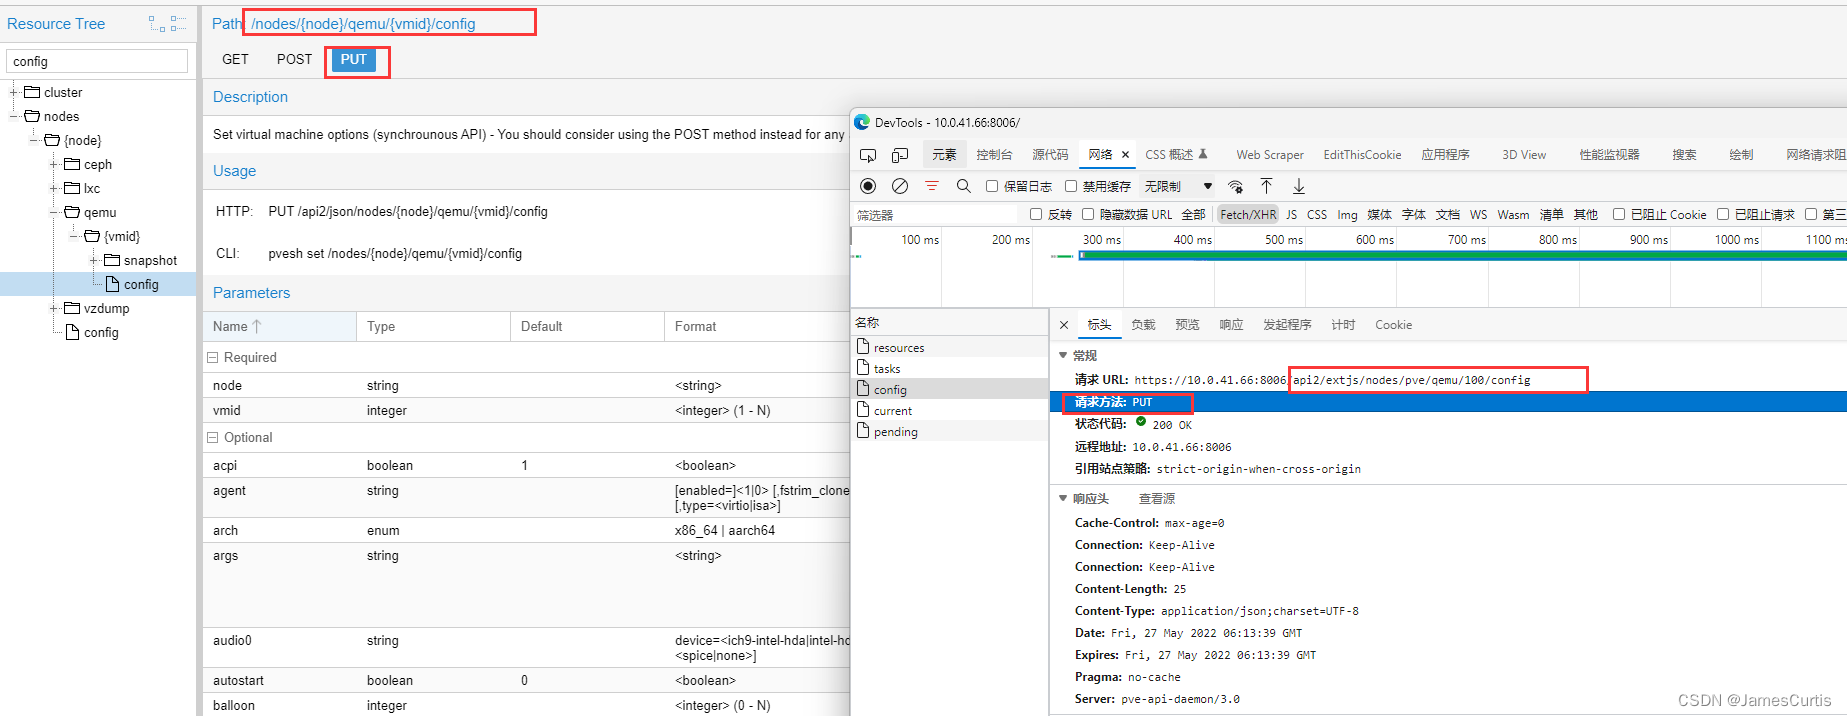 Resource Tree
config
cluster
nodes
{node}
ceph
lxc
qemu
{vmid}
snapshot
config
vzdump
config
Path: /nodes/{node}/qemu/{vmid}/config
GET POST PUT
Description
Set virtual machine options (synchrounous API) - You should consider using the POST method instead for any
Usage
HTTP: PUT /api2/json/nodes/{node}/qemu/{vmid}/config
CLI: pvesh set /nodes/{node}/qemu/{vmid}/config
Parameters
Name Type Default Format
Required
node string <string>
vmid integer <integer> (1 - N)
Optional
acpi boolean 1 <boolean>
agent string [enabled=]<1|0> [,fstrim_clone
[,type=<virtio|isa>]
arch enum x86_64 | aarch64
args string <string>
audio0 string device=<ich9-intel-hda|intel-hd
<spice|none>]
autostart boolean 0 <boolean>
balloon integer <integer> (0 - N)
DevTools - 10.0.41.66:8006/
元素 控制台 源代码 网络 CSS 概述 Web Scraper EditThisCookie 应用程序 3D View 性能监视器 搜索 绘制 网络请求阻
保留日志 禁用缓存 无限制
筛选器 反转 隐藏数据 URL 全部 Fetch/XHR JS CSS Img 媒体 字体 文档 WS Wasm 清单 其他 已阻止 Cookie 已阻止请求 第三
100 ms 200 ms 300 ms 400 ms 500 ms 600 ms 700 ms 800 ms 900 ms 1000 ms 1100 m
名称
resources
tasks
config
current
pending
标头 负载 预览 响应 发起程序 计时 Cookie
常规
请求 URL: https://10.0.41.66:8006/api2/extjs/nodes/pve/qemu/100/config
请求方法: PUT
状态代码: 200 OK
远程地址: 10.0.41.66:8006
引用站点策略: strict-origin-when-cross-origin
响应头 查看源
Cache-Control: max-age=0
Connection: Keep-Alive
Connection: Keep-Alive
Content-Length: 25
Content-Type: application/json;charset=UTF-8
Date: Fri, 27 May 2022 06:13:39 GMT
Expires: Fri, 27 May 2022 06:13:39 GMT
Pragma: no-cache
Server: pve-api-daemon/3.0
CSDN @JamesCurtis